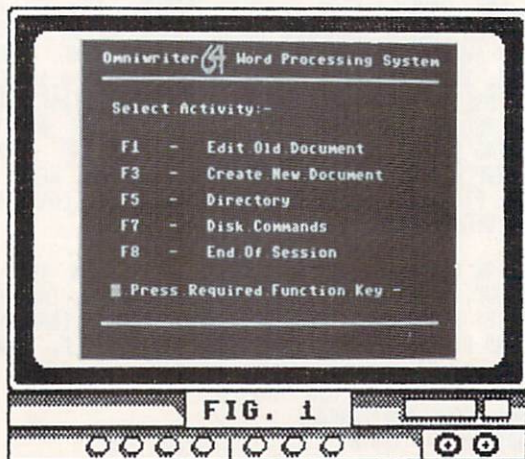 Omniwriter 64 Word Processing System
Select Activity:-
F1 - Edit Old Document
F3 - Create New Document
F5 - Directory
F7 - Disk Commands
F8 - End Of Session
Press Required Function Key -
FIG. 1